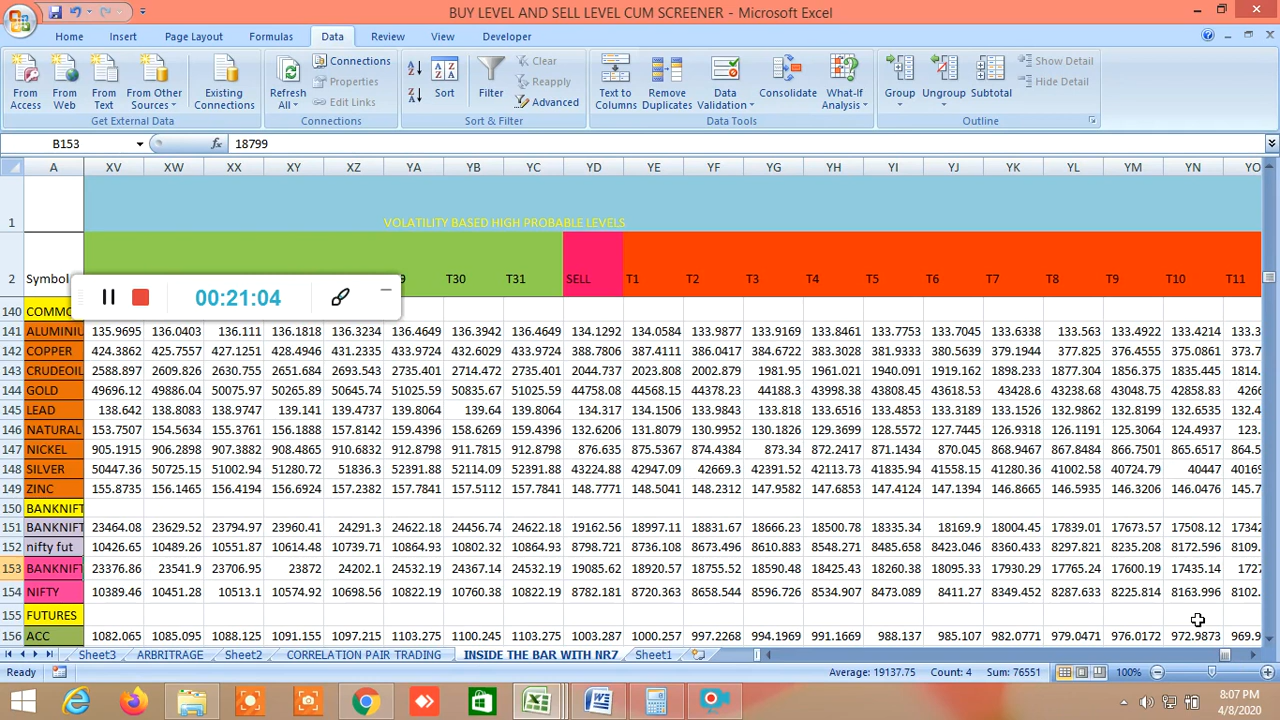 BUY LEVEL AND SELL LEVEL CUM SCREENER - Microsoft Excel
Home Insert Page Layout Formulas Data Review View Developer
From Access From Web From Text From Other Sources Existing Connections
Get External Data
Refresh All Connections Properties Edit Links
Connections
Sort Filter Clear Reapply Advanced
Sort & Filter
Text to Columns Remove Duplicates Data Validation Consolidate What-If Analysis
Data Tools
Group Ungroup Subtotal Show Detail Hide Detail
Outline
B153 fx 18799
A XV XW XX XY XZ YA YB YC YD YE YF YG YH YI YJ YK YL YM YN YO
1 VOLATILITY BASED HIGH PROBABLE LEVELS
2 Symbol 9 T30 T31 SELL T1 T2 T3 T4 T5 T6 T7 T8 T9 T10 T11
00:21:04
140 COMMO
141 ALUMINIU 135.9695 136.0403 136.111 136.1818 136.3234 136.4649 136.3942 136.4649 134.1292 134.0584 133.9877 133.9169 133.8461 133.7753 133.7045 133.6338 133.563 133.4922 133.4214 133.3
142 COPPER 424.3862 425.7557 427.1251 428.4946 431.2335 433.9724 432.6029 433.9724 388.7806 387.4111 386.0417 384.6722 383.3028 381.9333 380.5639 379.1944 377.825 376.4555 375.0861 373.7
143 CRUDEOIL 2588.897 2609.826 2630.755 2651.684 2693.543 2735.401 2714.472 2735.401 2044.737 2023.808 2002.879 1981.95 1961.021 1940.091 1919.162 1898.233 1877.304 1856.375 1835.445 1814.
144 GOLD 49696.12 49886.04 50075.97 50265.89 50645.74 51025.59 50835.67 51025.59 44758.08 44568.15 44378.23 44188.3 43998.38 43808.45 43618.53 43428.6 43238.68 43048.75 42858.83 4266
145 LEAD 138.642 138.8083 138.9747 139.141 139.4737 139.8064 139.64 139.8064 134.317 134.1506 133.9843 133.818 133.6516 133.4853 133.3189 133.1526 132.9862 132.8199 132.6535 132.4
146 NATURAL 153.7507 154.5634 155.3761 156.1888 157.8142 159.4396 158.6269 159.4396 132.6206 131.8079 130.9953 130.1826 129.3699 128.5572 127.7445 126.9318 126.1191 125.3064 124.4937 123.
147 NICKEL 905.1915 906.2898 907.3882 908.4865 910.6832 912.8798 911.7815 912.8798 876.635 875.5367 874.4384 873.34 872.2417 871.1434 870.045 868.9467 867.8484 866.7501 865.6517 864.5
148 SILVER 50447.36 50725.15 51002.94 51280.72 51836.3 52391.88 52114.09 52391.88 43224.88 42947.09 42669.3 42391.52 42113.73 41835.94 41558.15 41280.36 41002.58 40724.79 40447 40169
149 ZINC 155.8735 156.1465 156.4194 156.6924 157.2382 157.7841 157.5112 157.7841 148.7771 148.5041 148.2312 147.9582 147.6853 147.4124 147.1394 146.8665 146.5935 146.3206 146.0476 145.7
150 BANKNIFT
151 BANKNIFT 23464.08 23629.52 23794.97 23960.41 24291.3 24622.18 24456.74 24622.18 19162.56 18997.11 18831.67 18666.23 18500.78 18335.34 18169.9 18004.45 17839.01 17673.57 17508.12 17342
152 nifty fut 10426.65 10489.26 10551.87 10614.48 10739.71 10864.93 10802.32 10864.93 8798.721 8736.108 8673.496 8610.883 8548.271 8485.658 8423.046 8360.433 8297.821 8235.208 8172.596 8109.
153 BANKNIFT 23376.86 23541.9 23706.95 23872 24202.1 24532.19 24367.14 24532.19 19085.62 18920.57 18755.52 18590.48 18425.43 18260.38 18095.33 17930.29 17765.24 17600.19 17435.14 1727
154 NIFTY 10389.46 10451.28 10513.1 10574.92 10698.56 10822.19 10760.38 10822.19 8782.181 8720.363 8658.544 8596.726 8534.907 8473.089 8411.27 8349.452 8287.633 8225.814 8163.996 8102.
155 FUTURES
156 ACC 1082.065 1085.095 1088.125 1091.155 1097.215 1103.275 1100.245 1103.275 1003.287 1000.257 997.2269 994.1969 991.1669 988.137 985.107 982.0771 979.0471 976.0172 972.9873 969.9
Sheet3 ARBRITRAGE Sheet2 CORRELATION PAIR TRADING INSIDE THE BAR WITH NR7 Sheet1
Ready Average: 19137.75 Count: 4 Sum: 76551 100%
8:07 PM
4/8/2020